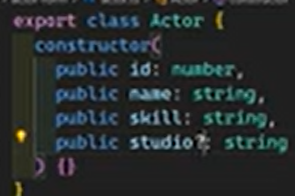 export class Actor {
constructor(
public id: number,
public name: string,
public skill: string,
public studio?: string
) {}
}